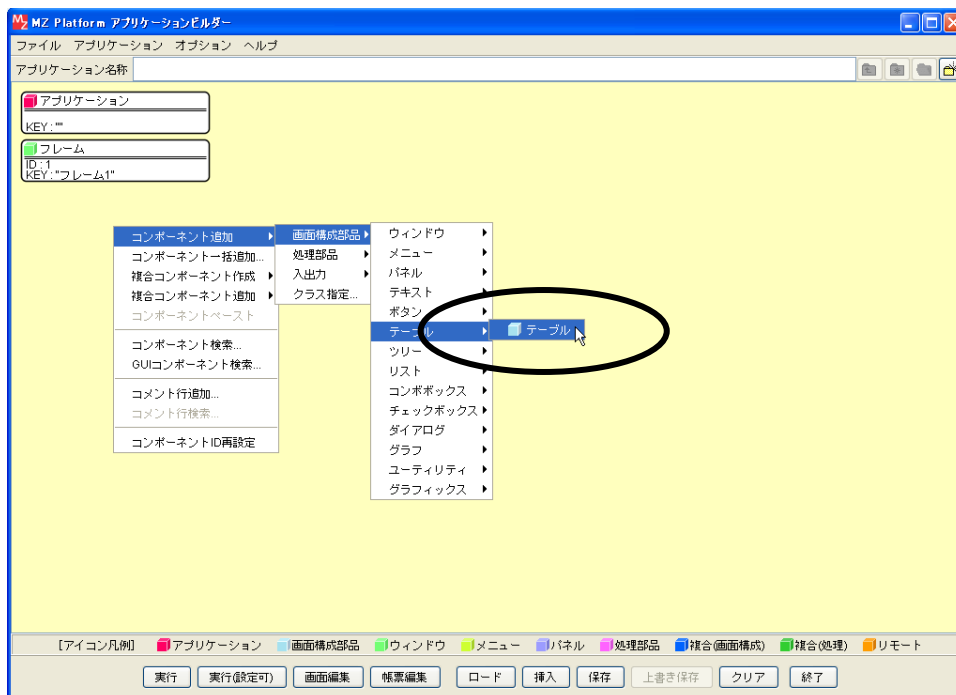 MZ Platform アプリケーションビルダー
ファイル アプリケーション オプション ヘルプ
アプリケーション名称
アプリケーション
KEY:""
フレーム
ID:1
KEY:"フレーム1"
コンポーネント追加
コンポーネント一括追加...
複合コンポーネント作成
複合コンポーネント追加
コンポーネントペースト
コンポーネント検索...
GUIコンポーネント検索...
コメント行追加...
コメント行検索...
コンポーネントID再設定
画面構成部品
処理部品
入出力
クラス指定...
ウィンドウ
メニュー
パネル
テキスト
ボタン
テーブル
ツリー
リスト
コンボボックス
チェックボックス
ダイアログ
グラフ
ユーティリティ
グラフィックス
テーブル
[アイコン凡例] アプリケーション 画面構成部品 ウィンドウ メニュー パネル 処理部品 複合(画面構成) 複合(処理) リモート
実行 実行(設定可) 画面編集 帳票編集 ロード 挿入 保存 上書き保存 クリア 終了